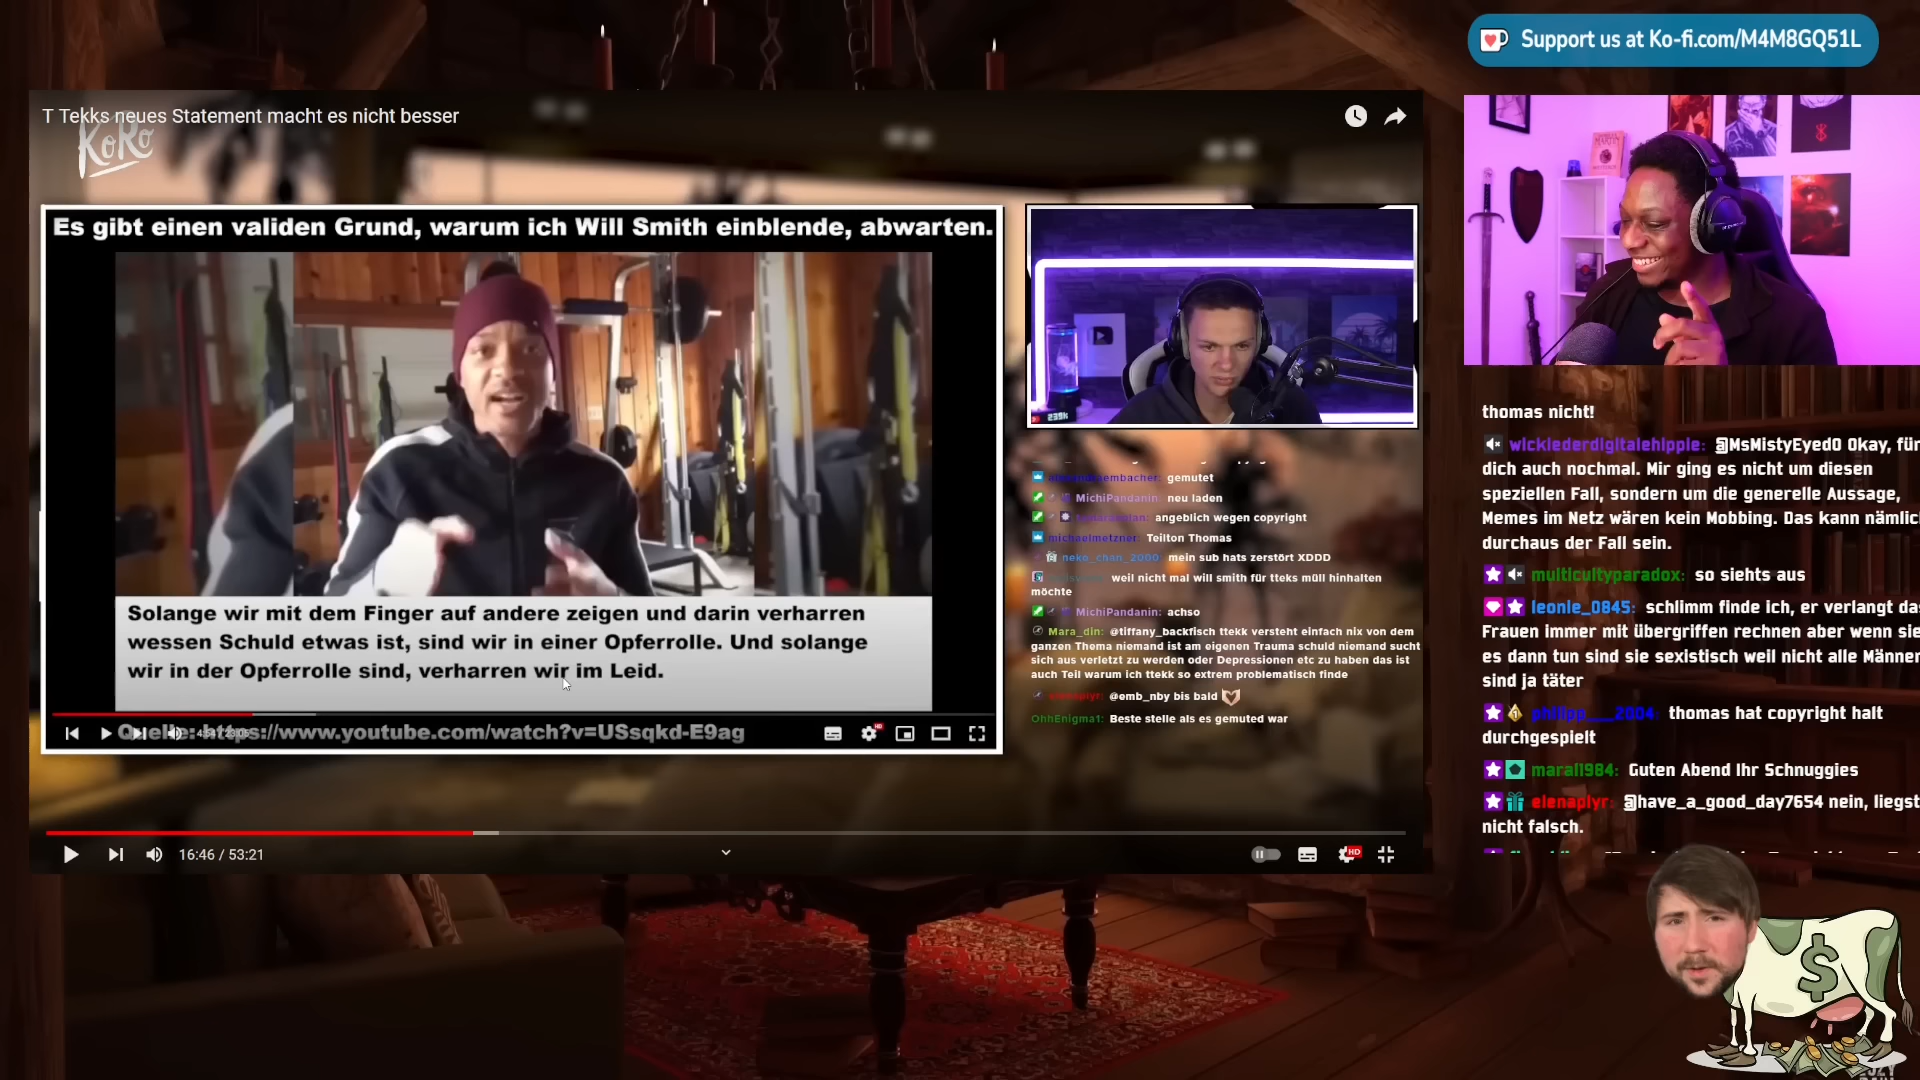 Support us at Ko-fi.com/M4M8GQ51L
T Tekks neues Statement macht es nicht besser
KoRo
Es gibt einen validen Grund, warum ich Will Smith einblende, abwarten.
Solange wir mit dem Finger auf andere zeigen und darin verharren
wessen Schuld etwas ist, sind wir in einer Opferrolle. Und solange
wir in der Opferrolle sind, verharren wir im Leid.
Quelle: https://www.youtube.com/watch?v=USsqkd-E9ag
HD
16:46 / 53:21
HD
239k
gemutet
MichiPandanin: neu laden
angeblich wegen copyright
michaelmetzner: Teilton Thomas
neko_chan_2000: mein sub hats zerstört XDDD
weil nicht mal will smith für tteks müll hinhalten
möchte
MichiPandanin: achso
Mara_din: @tiffany_backfisch ttekk versteht einfach nix von dem
ganzen Thema niemand ist am eigenen Trauma schuld niemand sucht
sich aus verletzt zu werden oder Depressionen etc zu haben das ist
auch Teil warum ich ttekk so extrem problematisch finde
elenaplyr: @emb_nby bis bald
OhhEnigma1: Beste stelle als es gemuted war
thomas nicht!
wickiederdigitalehippie: @MsMistyEyed0 Okay, für
dich auch nochmal. Mir ging es nicht um diesen
speziellen Fall, sondern um die generelle Aussage,
Memes im Netz wären kein Mobbing. Das kann nämlich
durchaus der Fall sein.
multicultyparadox: so siehts aus
leonie_0845: schlimm finde ich, er verlangt das
Frauen immer mit übergriffen rechnen aber wenn sie
es dann tun sind sie sexistisch weil nicht alle Männer
sind ja täter
philipp___2004: thomas hat copyright halt
durchgespielt
maral1984: Guten Abend Ihr Schnuggies
elenaplyr: @have_a_good_day7654 nein, liegst
nicht falsch.
$